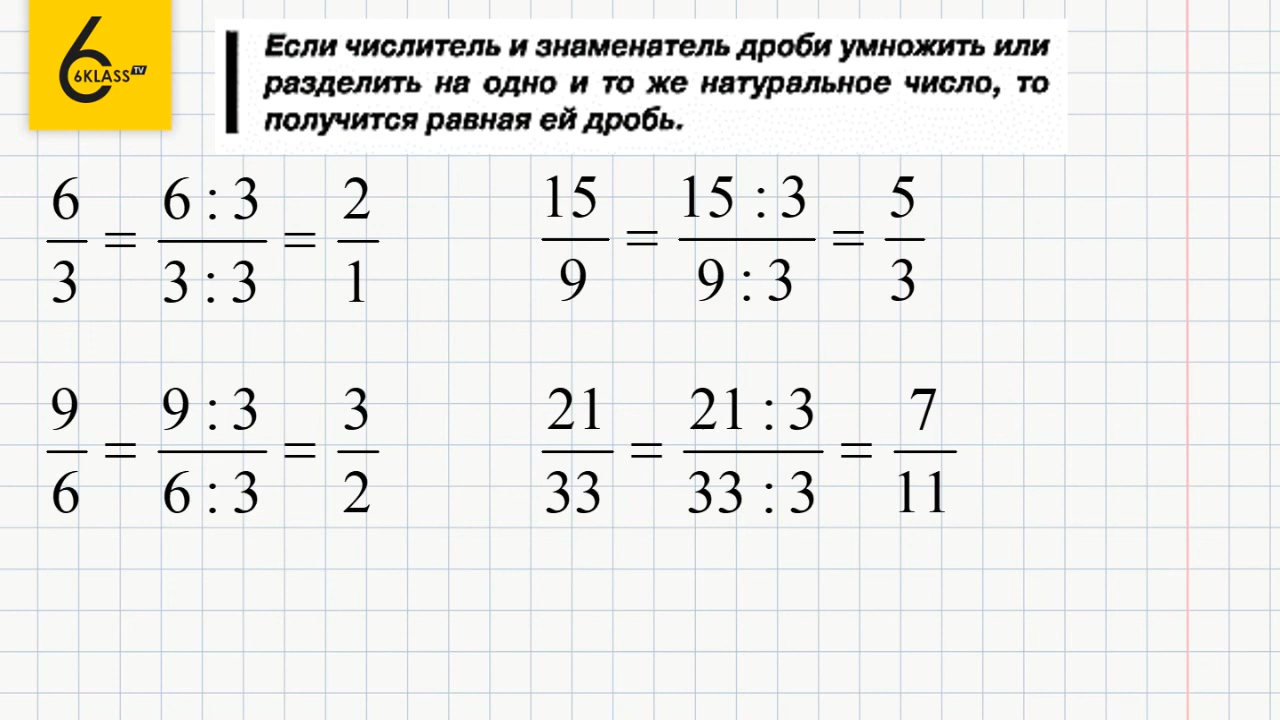 6
6KLASS TV
Если числитель и знаменатель дроби умножить или
разделить на одно и то же натуральное число, то
получится равная ей дробь.
6/3 = 6 : 3/3 : 3 = 2/1
15/9 = 15 : 3/9 : 3 = 5/3
9/6 = 9 : 3/6 : 3 = 3/2
21/33 = 21 : 3/33 : 3 = 7/11